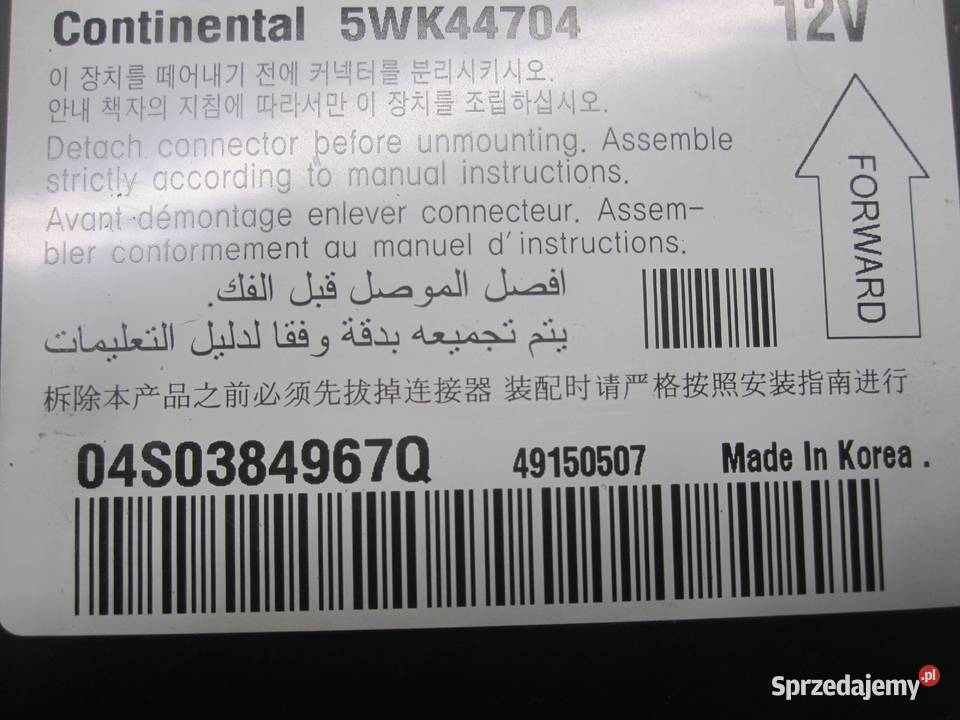 Continental 5WK44704 12V
이 장치를 떼어내기 전에 커넥터를 분리시키시오.
안내 책자의 지침에 따라서만 이 장치를 조립하십시오.
Detach connector before unmounting. Assemble
strictly according to manual instructions.
Avant démontage enlever connecteur. Assem-
bler conformement au manuel d'instructions.
افصل الموصل قبل الفك.
يتم تجميعه بدقة وفقا لدليل التعليمات
FORWARD
拆除本产品之前必须先拔掉连接器 装配时请严格按照安装指南进行
04S0384967Q 49150507 Made In Korea .
Sprzedajemy.pl